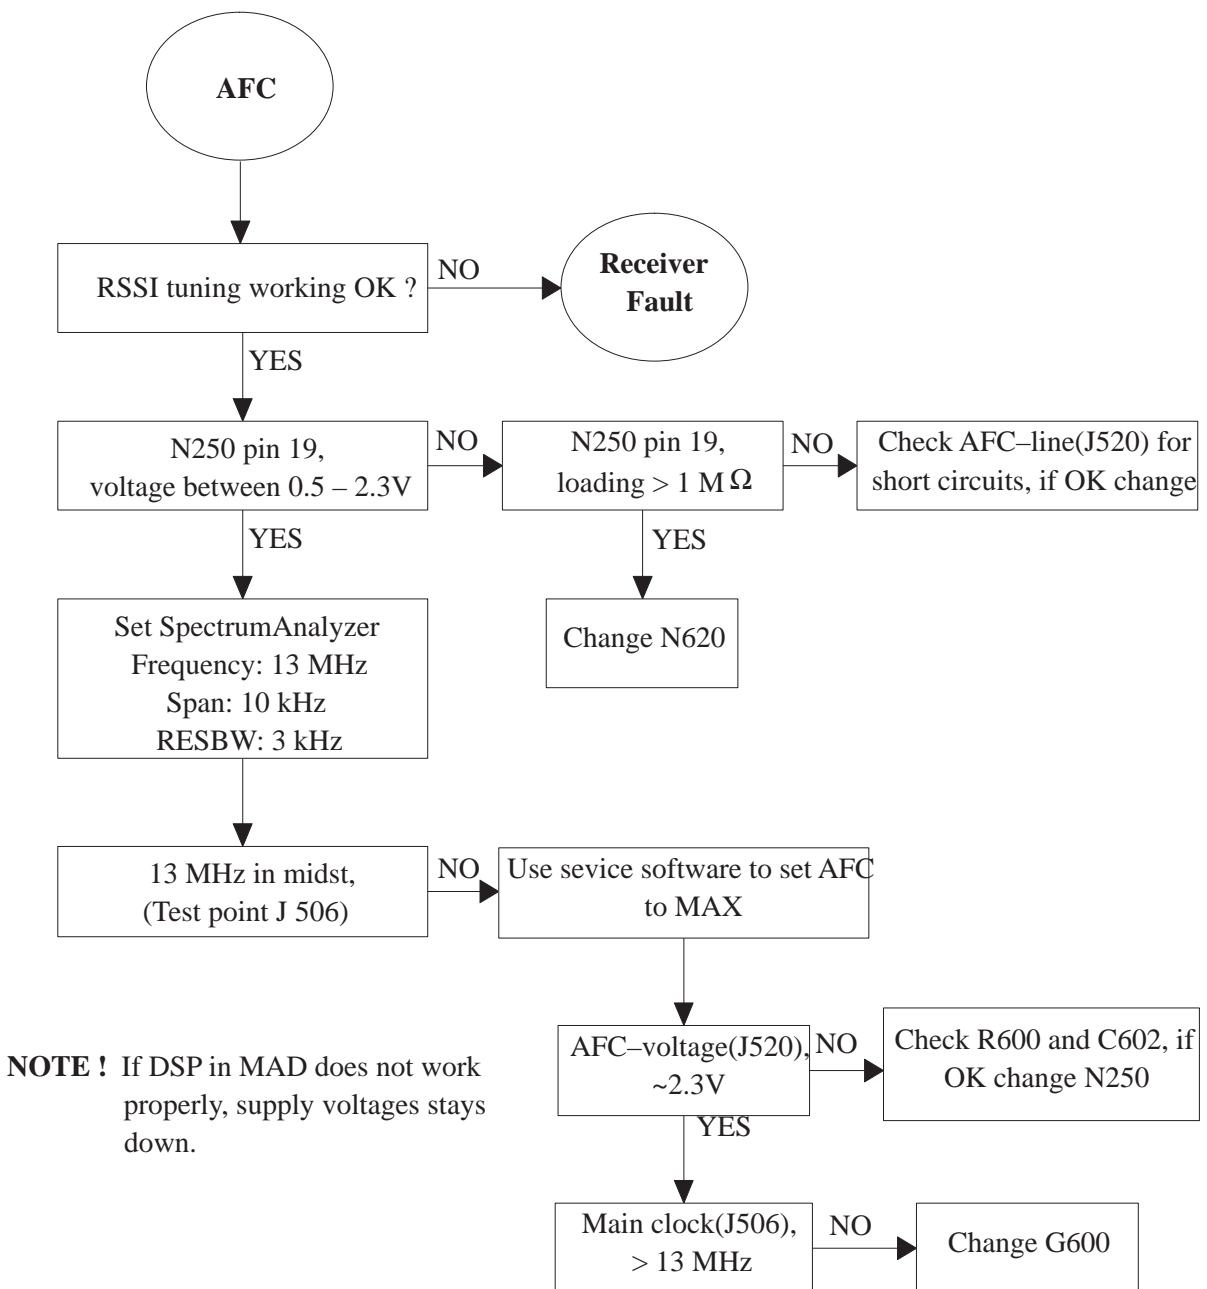 AFC
RSSI tuning working OK ?
NO
Receiver
Fault
YES
N250 pin 19,
voltage between 0.5 – 2.3V
NO
N250 pin 19,
loading > 1 M Ω
NO
Check AFC–line(J520) for
short circuits, if OK change
YES
YES
Set SpectrumAnalyzer
Frequency: 13 MHz
Span: 10 kHz
RESBW: 3 kHz
Change N620
13 MHz in midst,
(Test point J 506)
NO
Use sevice software to set AFC
to MAX
AFC–voltage(J520),
~2.3V
NO
Check R600 and C602, if
OK change N250
NOTE ! If DSP in MAD does not work
properly, supply voltages stays
down.
YES
Main clock(J506),
> 13 MHz
NO
Change G600